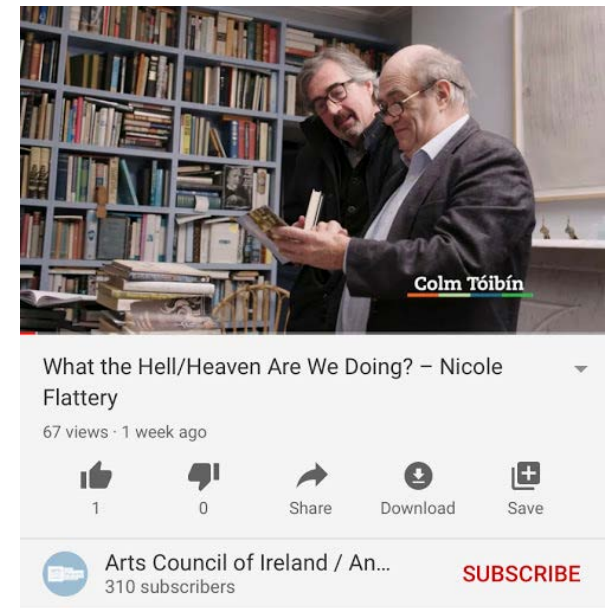 Colm Tóibín
What the Hell/Heaven Are We Doing? – Nicole
Flattery
67 views · 1 week ago
1
0
Share
Download
Save
Arts Council of Ireland / An...
310 subscribers
SUBSCRIBE